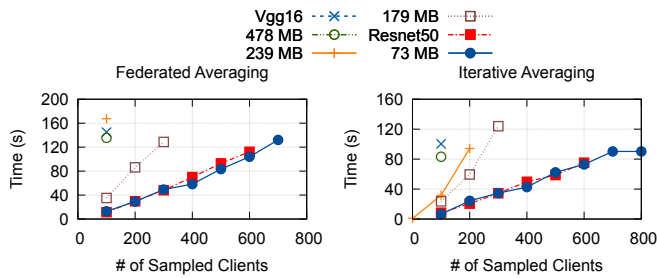 Vgg16
478 MB
239 MB
179 MB
Resnet50
73 MB
Federated Averaging
Time (s)
200
160
120
80
40
0
0 200 400 600 800
# of Sampled Clients
Iterative Averaging
Time (s)
160
120
80
40
0
0 200 400 600 800
# of Sampled Clients